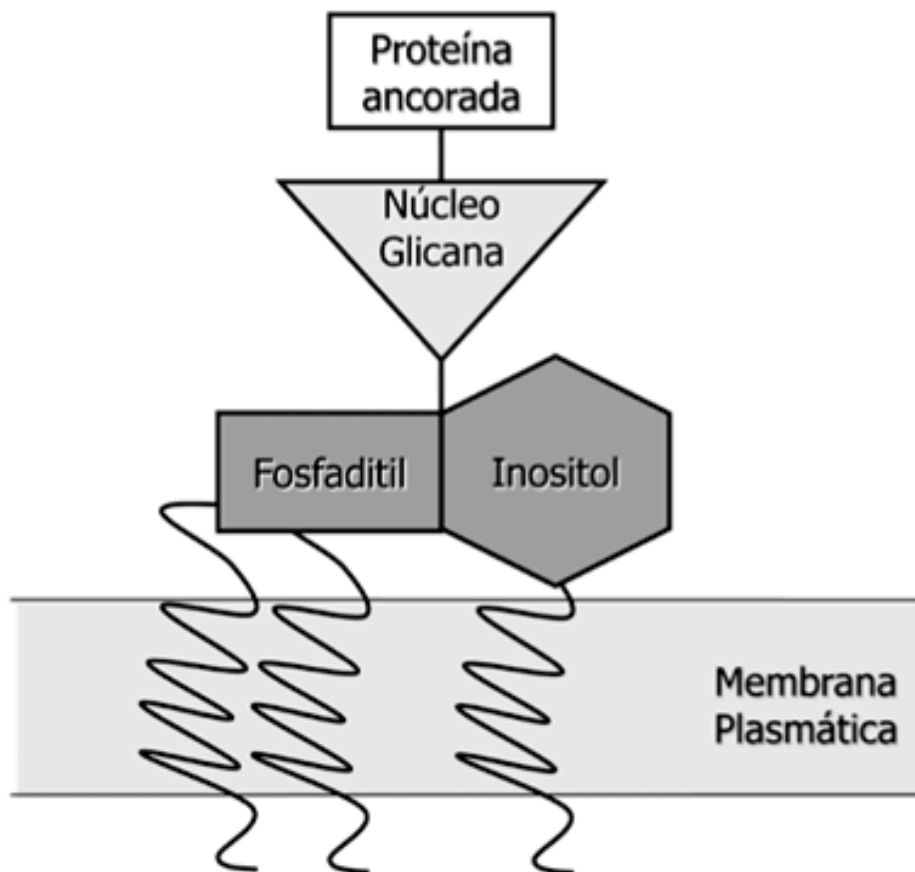 Proteína
ancorada
Núcleo
Glicana
Fosfaditil
Inositol
Membrana
Plasmática